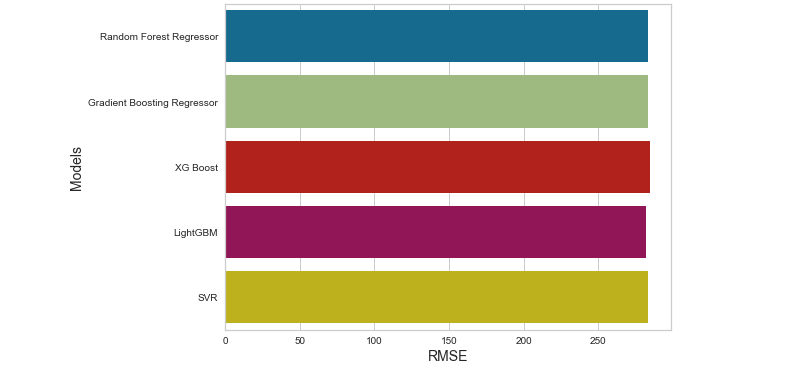 Random Forest Regressor
Gradient Boosting Regressor
XG Boost
LightGBM
SVR
Models
0 50 100 150 200 250
RMSE